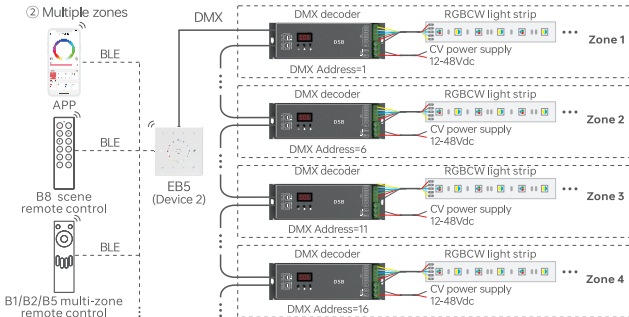 ② Multiple zones
APP
BLE
B8 scene
remote control
BLE
B1/B2/B5 multi-zone
remote control
BLE
EB5
(Device 2)
DMX
DMX decoder
D5B
DMX Address=1
RGBCW light strip
CV power supply
12-48Vdc
Zone 1
DMX decoder
D5B
DMX Address=6
RGBCW light strip
CV power supply
12-48Vdc
Zone 2
DMX decoder
D5B
DMX Address=11
RGBCW light strip
CV power supply
12-48Vdc
Zone 3
DMX decoder
D5B
DMX Address=16
RGBCW light strip
CV power supply
12-48Vdc
Zone 4